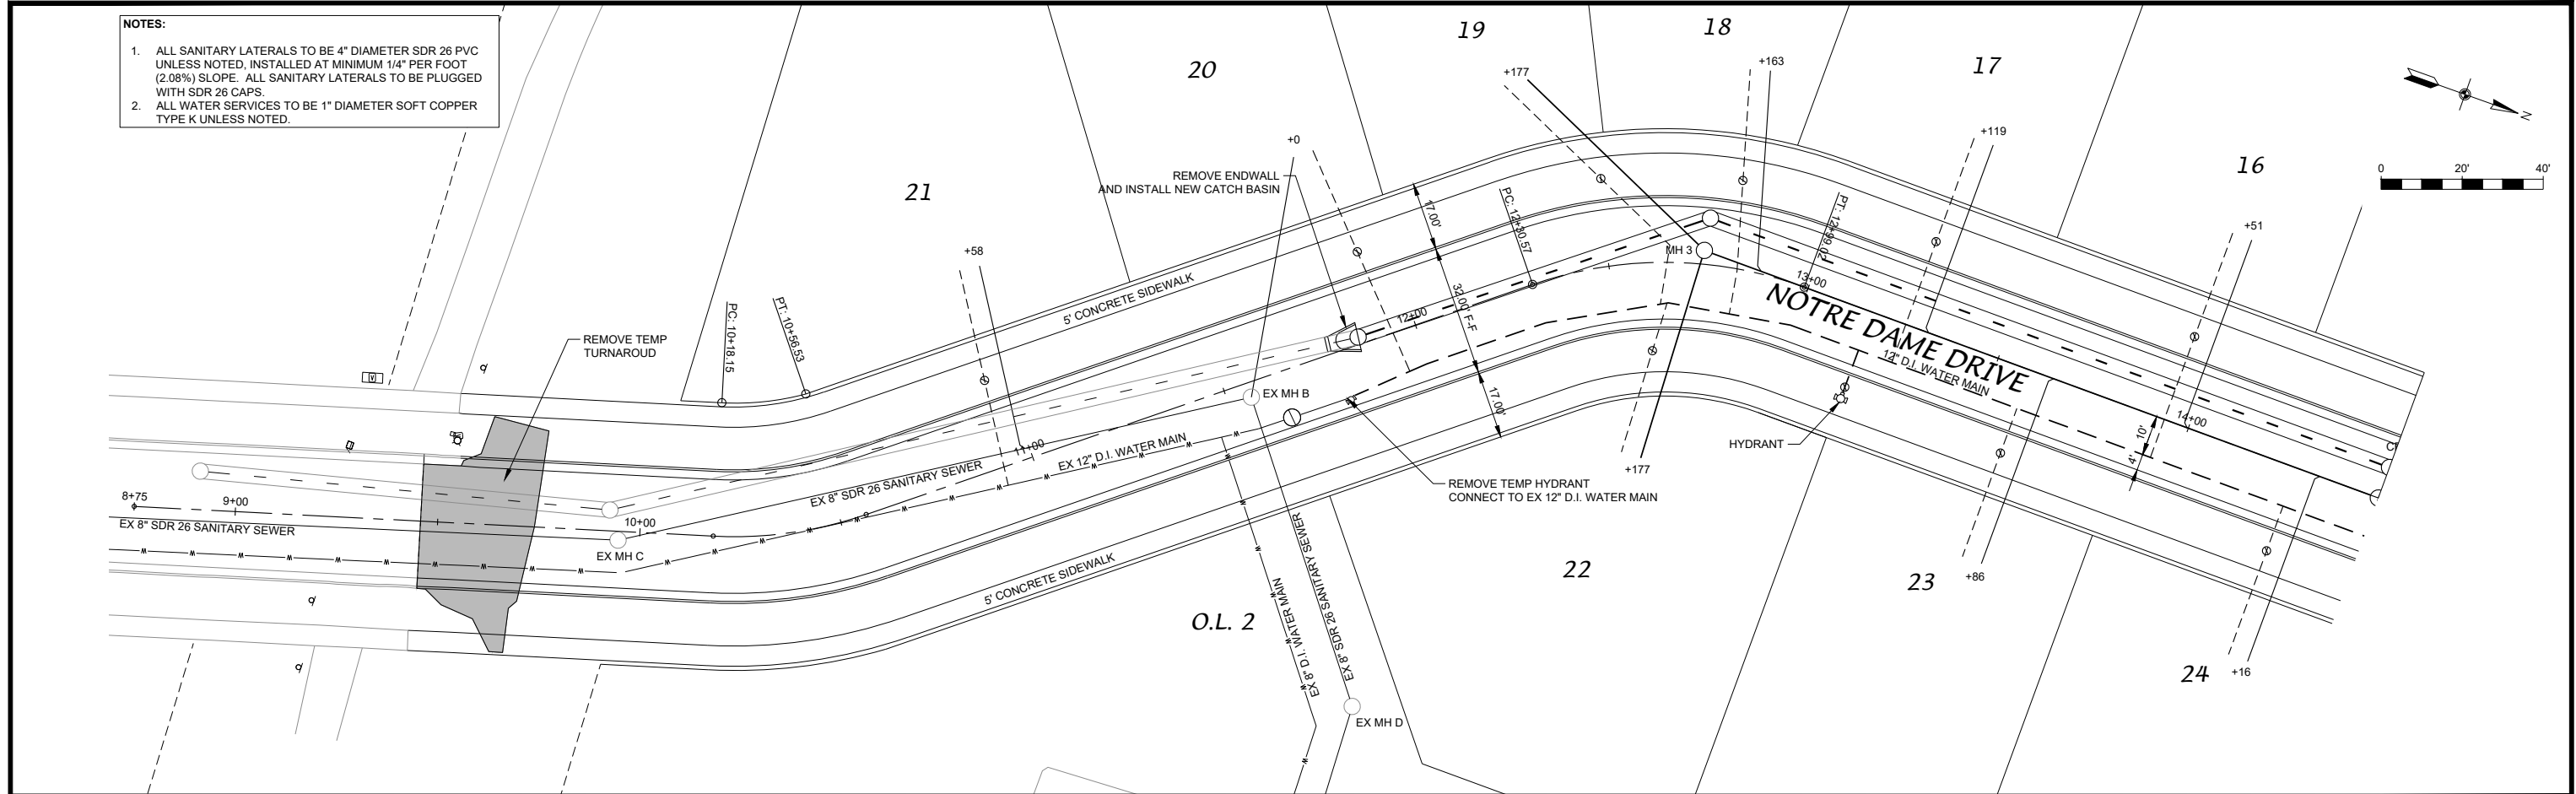 NOTES:
1. ALL SANITARY LATERALS TO BE 4" DIAMETER SDR 26 PVC
UNLESS NOTED, INSTALLED AT MINIMUM 1/4" PER FOOT
(2.08%) SLOPE. ALL SANITARY LATERALS TO BE PLUGGED
WITH SDR 26 CAPS.
2. ALL WATER SERVICES TO BE 1" DIAMETER SOFT COPPER
TYPE K UNLESS NOTED.
19
18
17
16
20
21
+177
+163
+119
+51
+0
+58
N
0 20' 40'
REMOVE ENDWALL
AND INSTALL NEW CATCH BASIN
17.00'
PC: 12+30.57
PT: 12+99.02
MH 3
32.00' F-F
13+00
NOTRE DAME DRIVE
12" D.I. WATER MAIN
5' CONCRETE SIDEWALK
12+00
PC: 10+18.15
PT: 10+56.53
REMOVE TEMP
TURNAROUND
V
EX MH B
17.00'
14+00
10'
4'
HYDRANT
11+00
EX 12" D.I. WATER MAIN
EX 8" SDR 26 SANITARY SEWER
+177
REMOVE TEMP HYDRANT
CONNECT TO EX 12" D.I. WATER MAIN
8+75
9+00
10+00
EX 8" SDR 26 SANITARY SEWER
EX MH C
5' CONCRETE SIDEWALK
EX 8" D.I. WATER MAIN
EX 8" SDR 26 SANITARY SEWER
22
23
+86
O.L. 2
24
+16
EX MH D